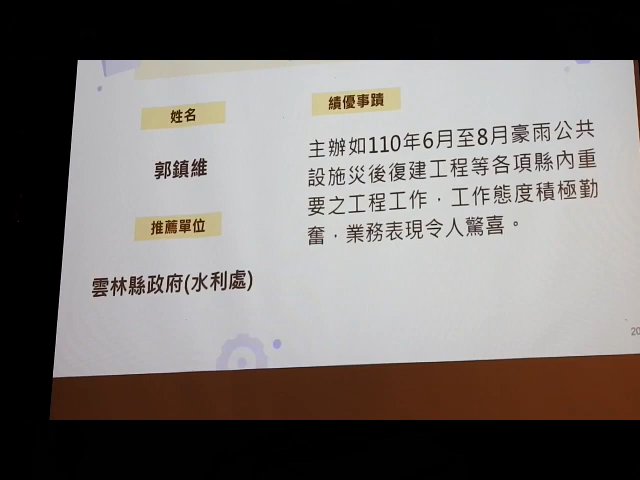 姓名
郭鎮維
推薦單位
雲林縣政府(水利處)
績優事蹟
主辦如110年6月至8月豪雨公共
設施災後復建工程等各項縣內重
要之工程工作，工作態度積極勤
奮，業務表現令人驚喜。
20